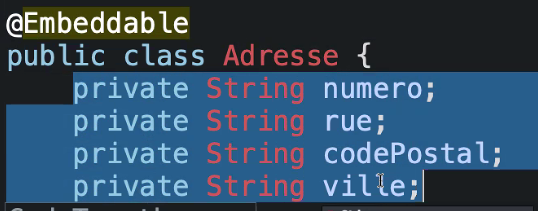 @Embeddable
public class Adresse {
private String numero;
private String rue;
private String codePostal;
private String ville;